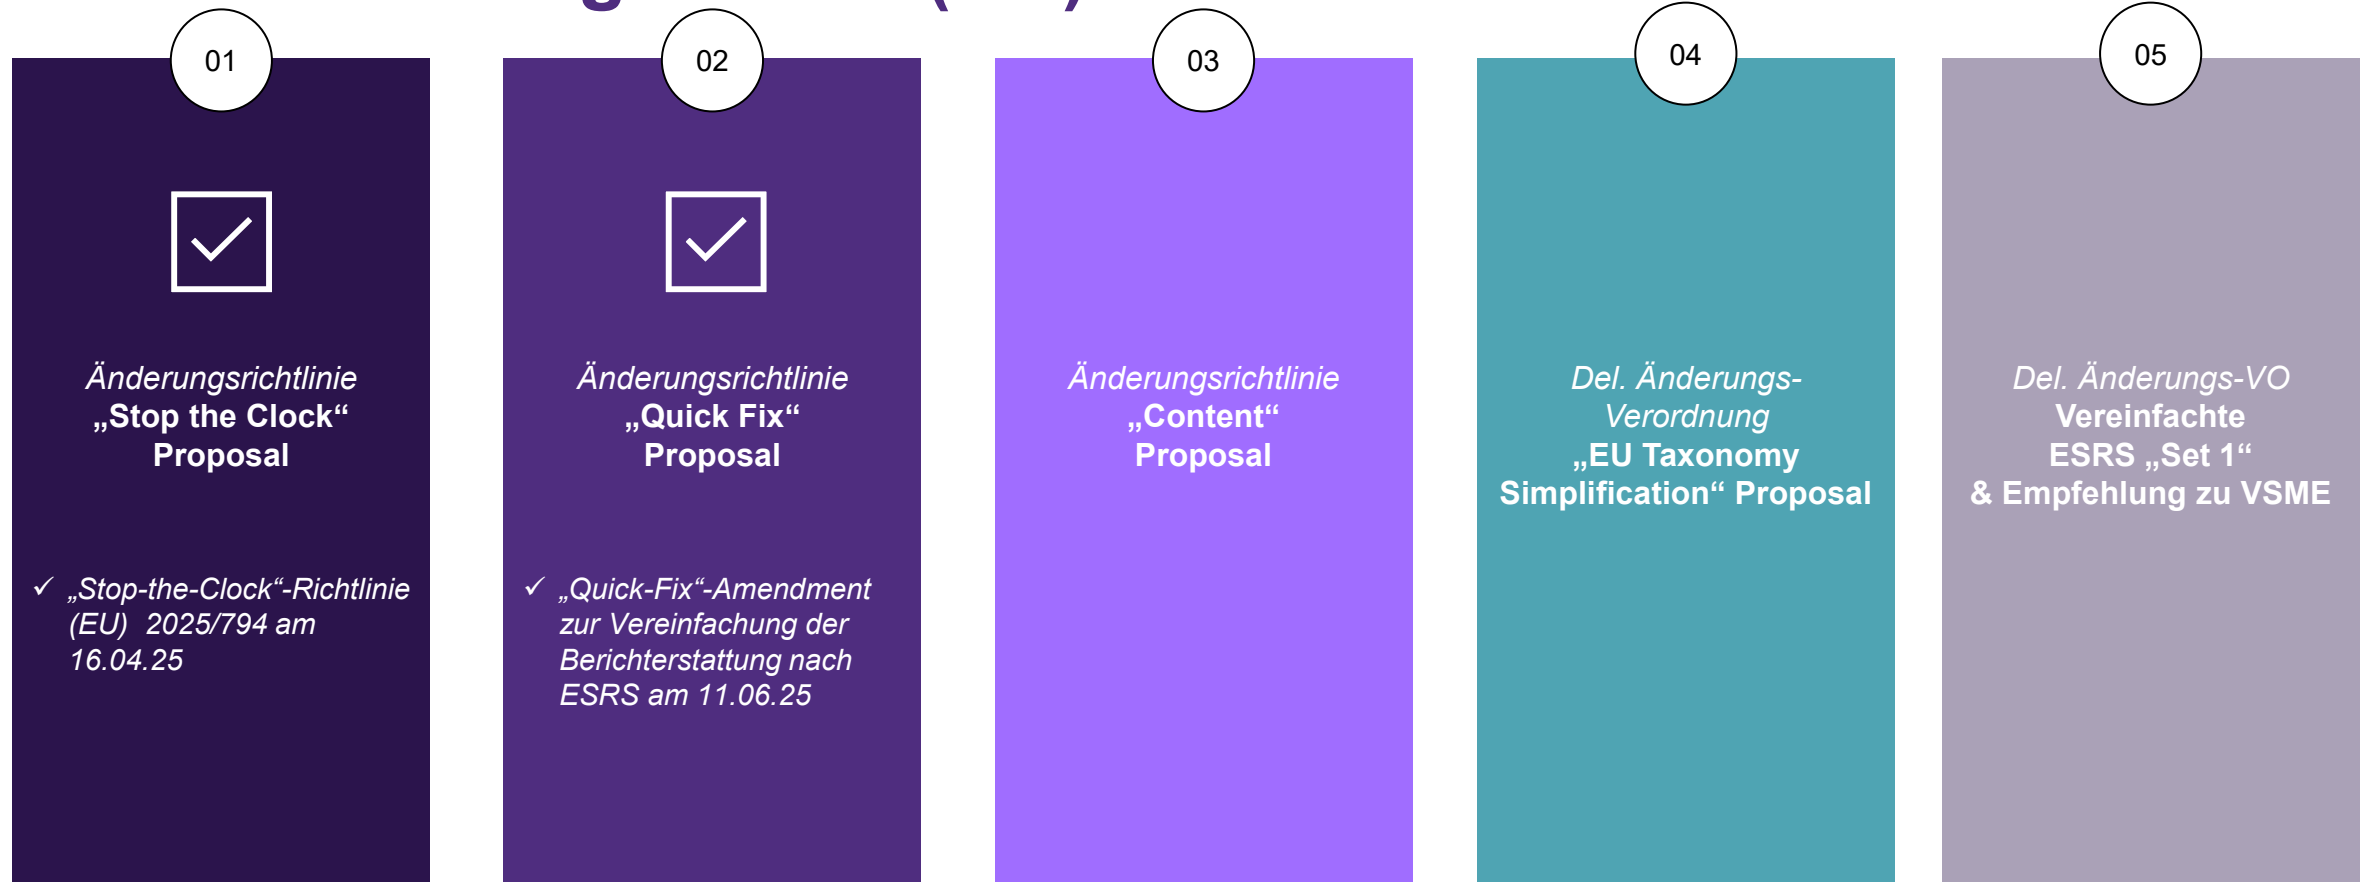 01
Änderungsrichtlinie
„Stop the Clock“
Proposal
✓ „Stop-the-Clock“-Richtlinie
(EU) 2025/794 am
16.04.25
02
Änderungsrichtlinie
„Quick Fix“
Proposal
✓ „Quick-Fix“-Amendment
zur Vereinfachung der
Berichterstattung nach
ESRS am 11.06.25
03
Änderungsrichtlinie
„Content“
Proposal
04
Del. Änderungs-
Verordnung
„EU Taxonomy
Simplification“ Proposal
05
Del. Änderungs-VO
Vereinfachte
ESRS „Set 1“
& Empfehlung zu VSME